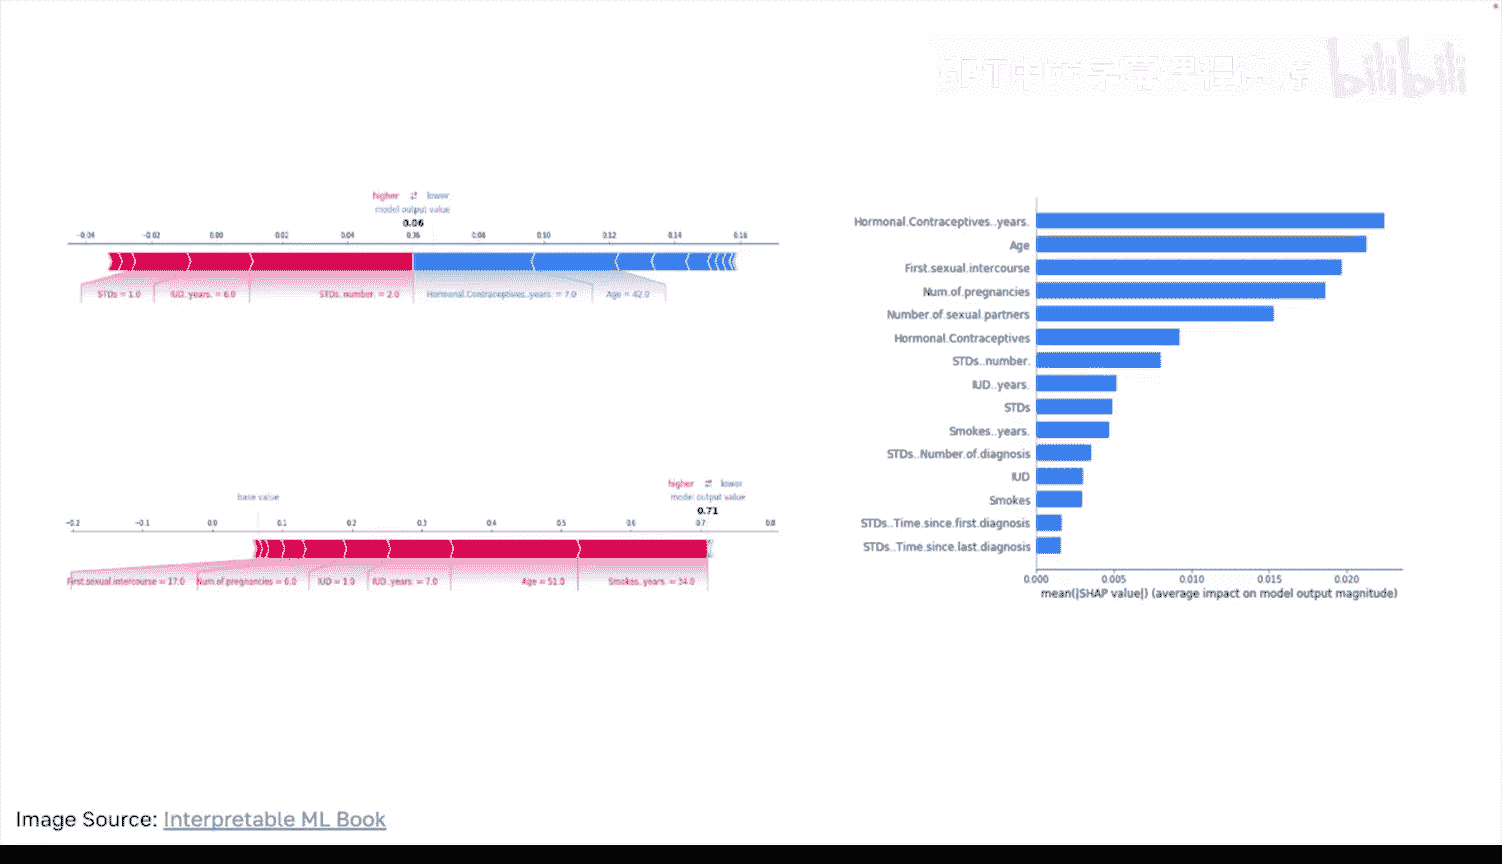 bilibili
higher ⇄ lower
model output value
0.06
−0.04 −0.02 0.00 0.02 0.04 0.06 0.08 0.10 0.12 0.14 0.16
STDs = 1.0 IUD..years. = 6.0 STDs..number. = 2.0 Hormonal.Contraceptives..years. = 7.0 Age = 42.0
higher ⇄ lower
base value model output value
0.71
−0.2 −0.1 0.0 0.1 0.2 0.3 0.4 0.5 0.6 0.7 0.8
First.sexual.intercourse = 17.0 Num.of.pregnancies = 6.0 IUD = 1.0 IUD..years. = 7.0 Age = 51.0 Smokes..years. = 34.0
Hormonal.Contraceptives..years.
Age
First.sexual.intercourse
Num.of.pregnancies
Number.of.sexual.partners
Hormonal.Contraceptives
STDs..number.
IUD..years.
STDs
Smokes..years.
STDs..Number.of.diagnosis
IUD
Smokes
STDs..Time.since.first.diagnosis
STDs..Time.since.last.diagnosis
0.000 0.005 0.010 0.015 0.020
mean(|SHAP value|) (average impact on model output magnitude)
Image Source: Interpretable ML Book